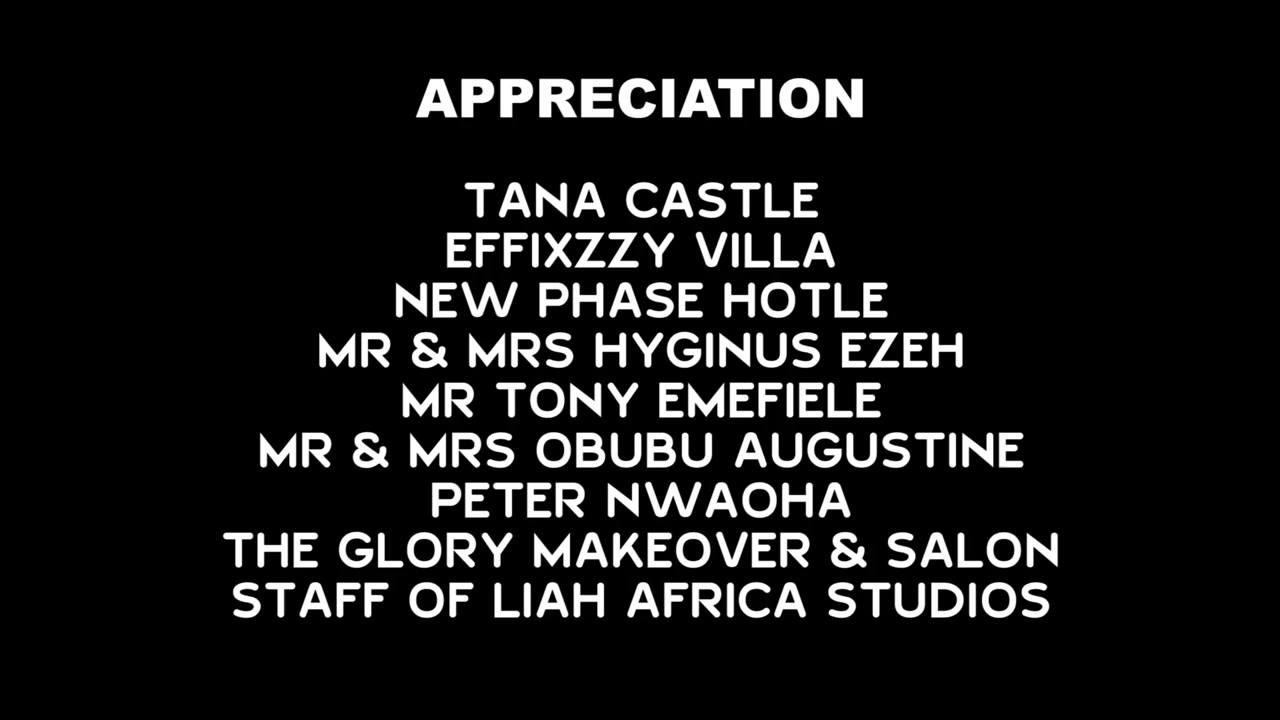 APPRECIATION
TANA CASTLE
EFFIXZZY VILLA
NEW PHASE HOTLE
MR & MRS HYGINUS EZEH
MR TONY EMEFIELE
MR & MRS OBUBU AUGUSTINE
PETER NWAOHA
THE GLORY MAKEOVER & SALON
STAFF OF LIAH AFRICA STUDIOS